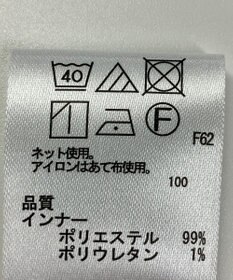 40
F
F62
ネット使用。
アイロンはあて布使用。
100
品質
インナー
ポリエステル 99%
ポリウレタン 1%